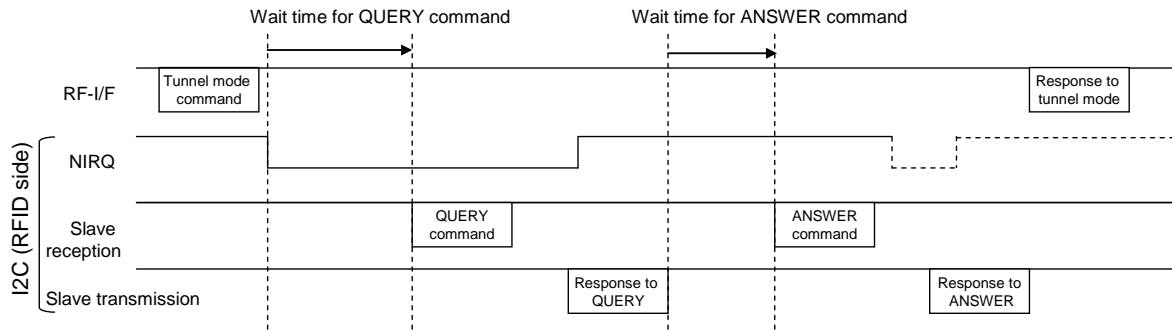 Wait time for QUERY command
Wait time for ANSWER command
RF-I/F
Tunnel mode
command
Response to
tunnel mode
I2C (RFID side)
NIRQ
Slave
reception
QUERY
command
ANSWER
command
Slave transmission
Response to
QUERY
Response to
ANSWER